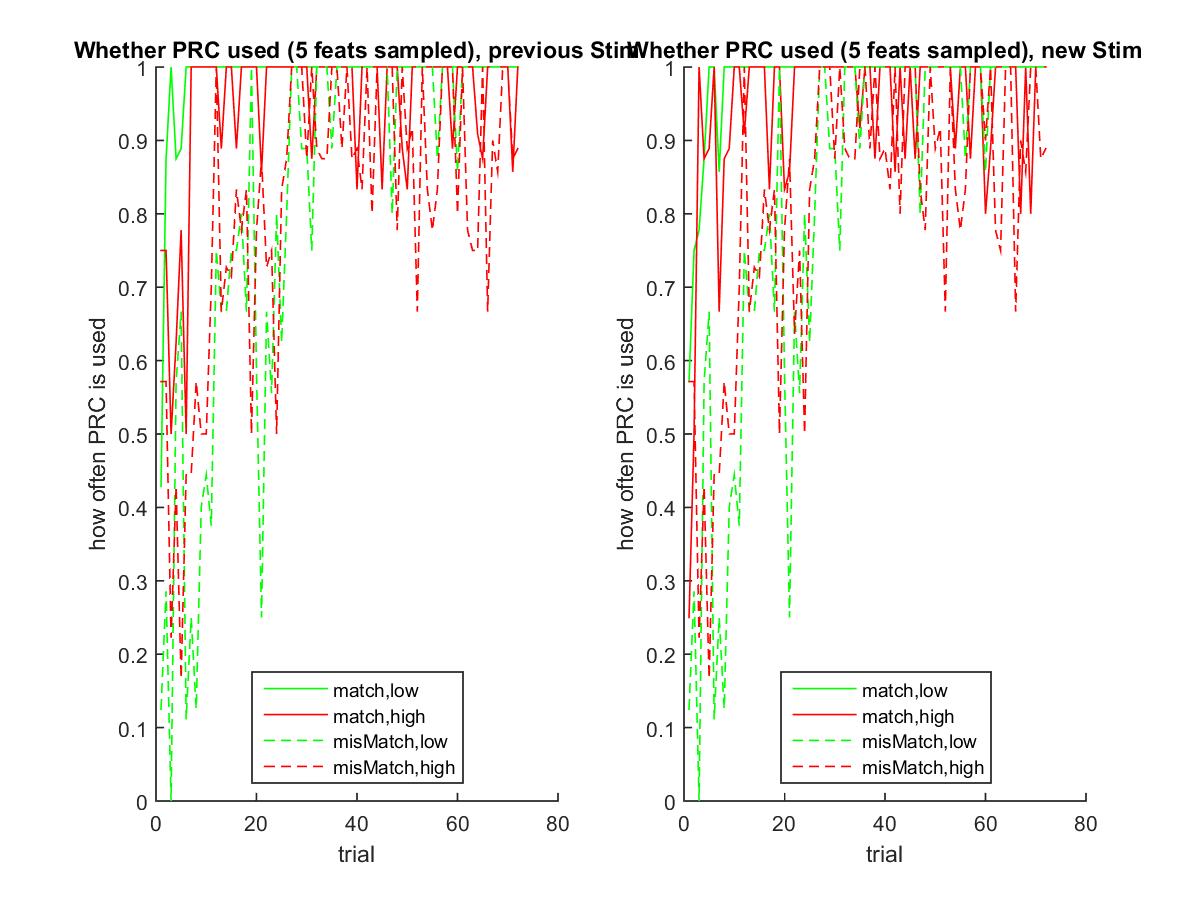 Whether PRC used (5 feats sampled), previous Stim
how often PRC is used
1
0.9
0.8
0.7
0.6
0.5
0.4
0.3
0.2
0.1
0
match,low
match,high
misMatch,low
misMatch,high
0 20 40 60 80
trial
Whether PRC used (5 feats sampled), new Stim
how often PRC is used
1
0.9
0.8
0.7
0.6
0.5
0.4
0.3
0.2
0.1
0
match,low
match,high
misMatch,low
misMatch,high
0 20 40 60 80
trial